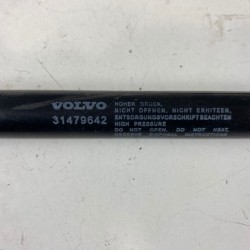 VOLVO
31479642
HOHER DRUCK,
NICHT ÖFFNEN, NICHT ERHITZEN,
ENTSORGUNGSVORSCHRIFT BEACHTEN
HIGH PRESSURE
DO NOT OPEN, DO NOT HEAT,